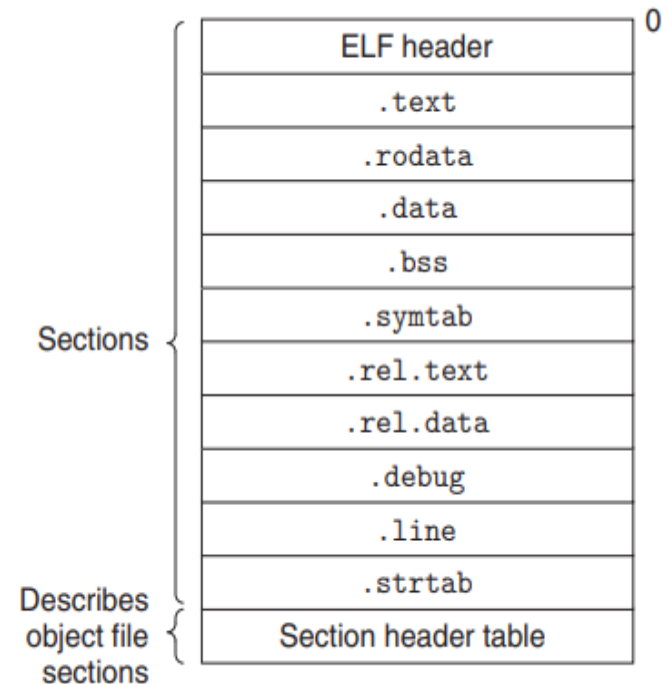 0
ELF header
.text
.rodata
.data
.bss
Sections
.symtab
.rel.text
.rel.data
.debug
.line
.strtab
Describes
object file
sections
Section header table